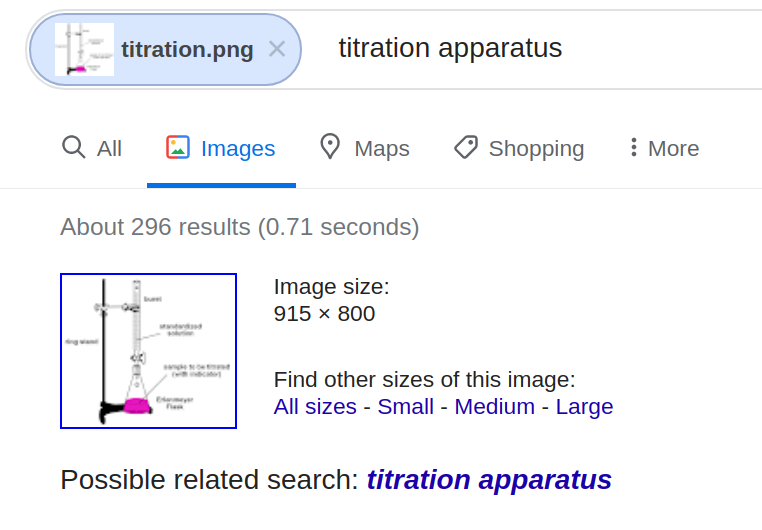 titration.png × titration apparatus
All Images Maps Shopping More
About 296 results (0.71 seconds)
Image size:
915 × 800
Find other sizes of this image:
All sizes - Small - Medium - Large
buret
standardized
solution
ring stand
sample to be titrated
(with indicator)
Erlenmeyer
Flask
Possible related search: titration apparatus